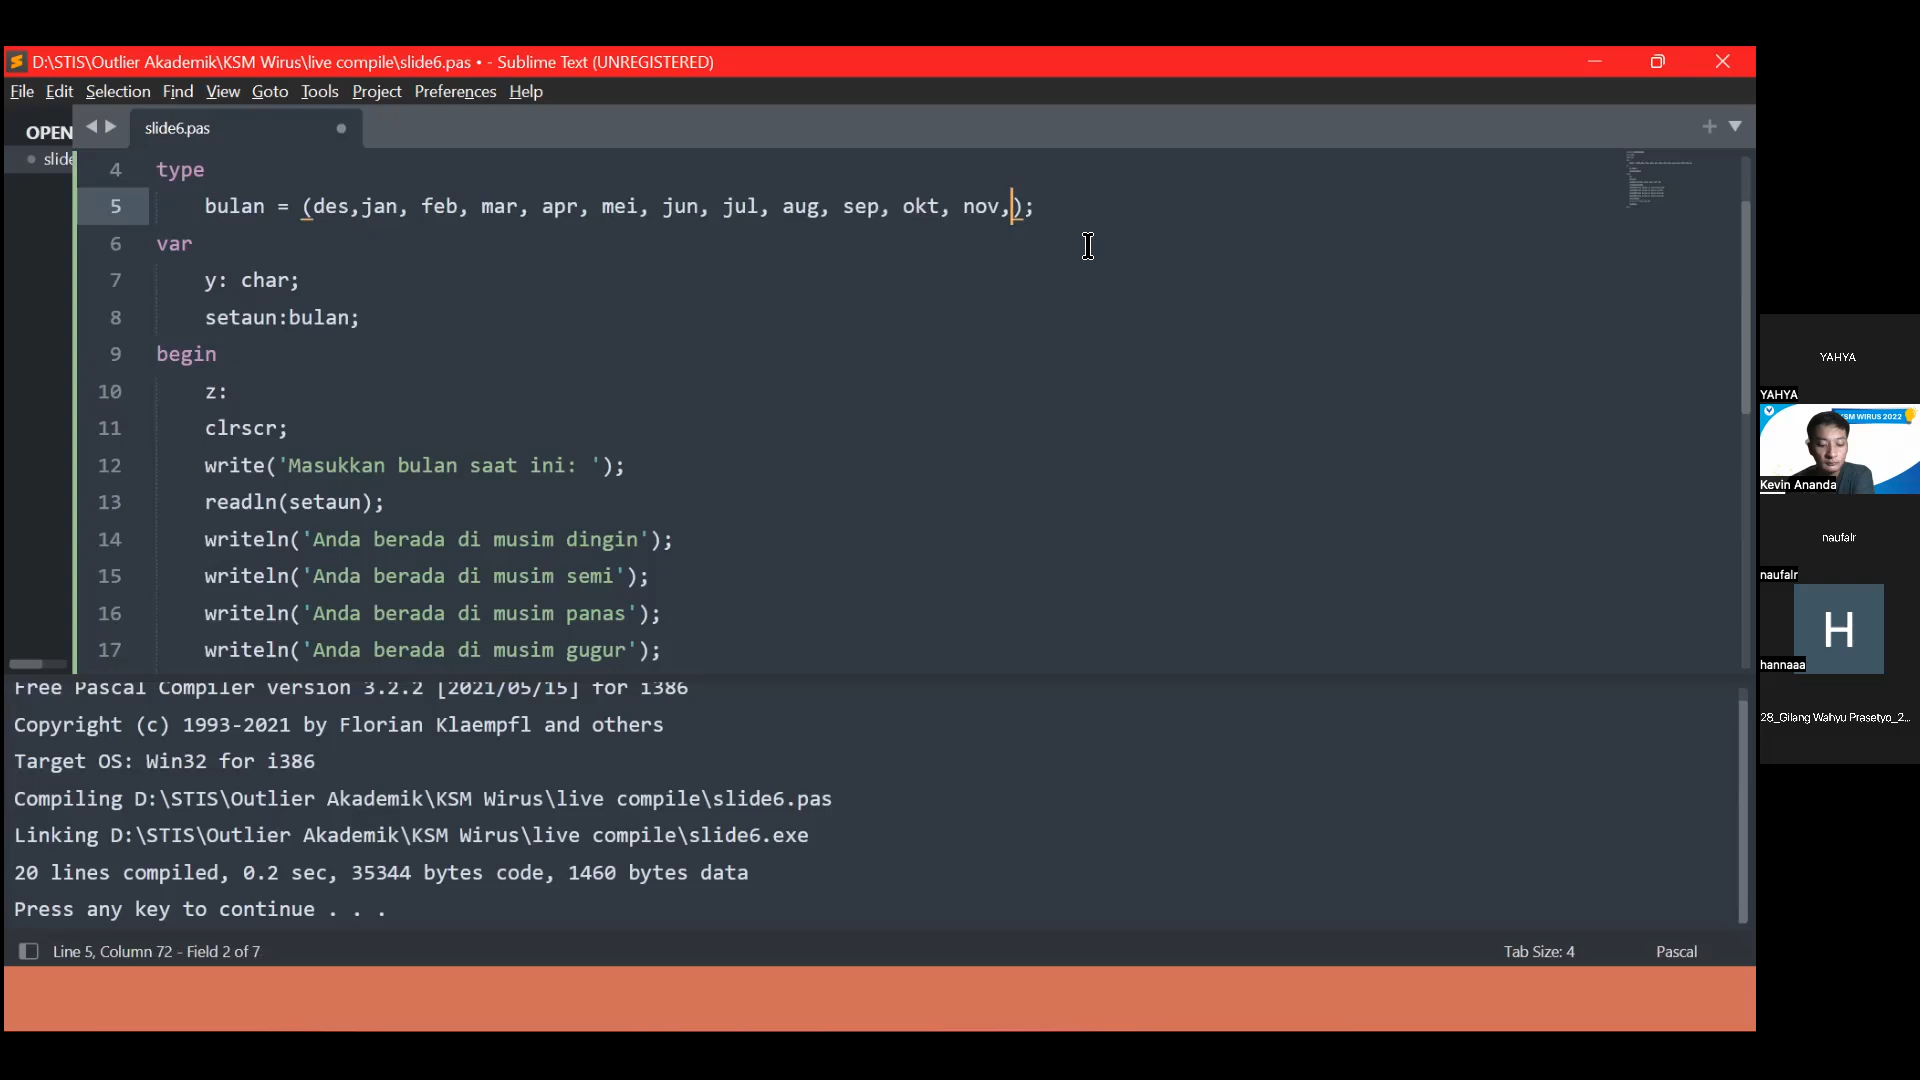 D:\STIS\Outlier Akademik\KSM Wirus\live compile\slide6.pas • - Sublime Text (UNREGISTERED)
File Edit Selection Find View Goto Tools Project Preferences Help
OPEN
slide6.pas
slide
4 type
5 bulan = (des,jan, feb, mar, apr, mei, jun, jul, aug, sep, okt, nov,);
6 var
7 y: char;
8 setaun:bulan;
9 begin
10 z:
11 clrscr;
12 write('Masukkan bulan saat ini: ');
13 readln(setaun);
14 writeln('Anda berada di musim dingin');
15 writeln('Anda berada di musim semi');
16 writeln('Anda berada di musim panas');
17 writeln('Anda berada di musim gugur');
Free Pascal Compiler version 3.2.2 [2021/05/15] for i386
Copyright (c) 1993-2021 by Florian Klaempfl and others
Target OS: Win32 for i386
Compiling D:\STIS\Outlier Akademik\KSM Wirus\live compile\slide6.pas
Linking D:\STIS\Outlier Akademik\KSM Wirus\live compile\slide6.exe
20 lines compiled, 0.2 sec, 35344 bytes code, 1460 bytes data
Press any key to continue . . .
Line 5, Column 72 - Field 2 of 7
Tab Size: 4
Pascal
YAHYA
YAHYA
KSM WIRUS 2022
Kevin Ananda
naufalr
naufalr
H
hannaaa
28_Gilang Wahyu Prasetyo_2...